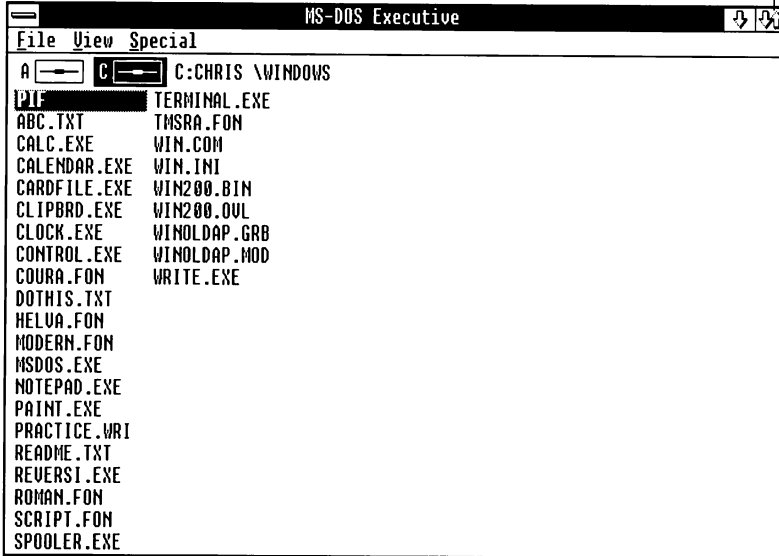 MS-DOS Executive
File View Special
A C C:CHRIS \WINDOWS
PIF TERMINAL.EXE
ABC.TXT TMSRA.FON
CALC.EXE WIN.COM
CALENDAR.EXE WIN.INI
CARDFILE.EXE WIN200.BIN
CLIPBRD.EXE WIN200.OVL
CLOCK.EXE WINOLDAP.GRB
CONTROL.EXE WINOLDAP.MOD
COURA.FON WRITE.EXE
DOTHIS.TXT
HELVA.FON
MODERN.FON
MSDOS.EXE
NOTEPAD.EXE
PAINT.EXE
PRACTICE.WRI
README.TXT
REVERSI.EXE
ROMAN.FON
SCRIPT.FON
SPOOLER.EXE